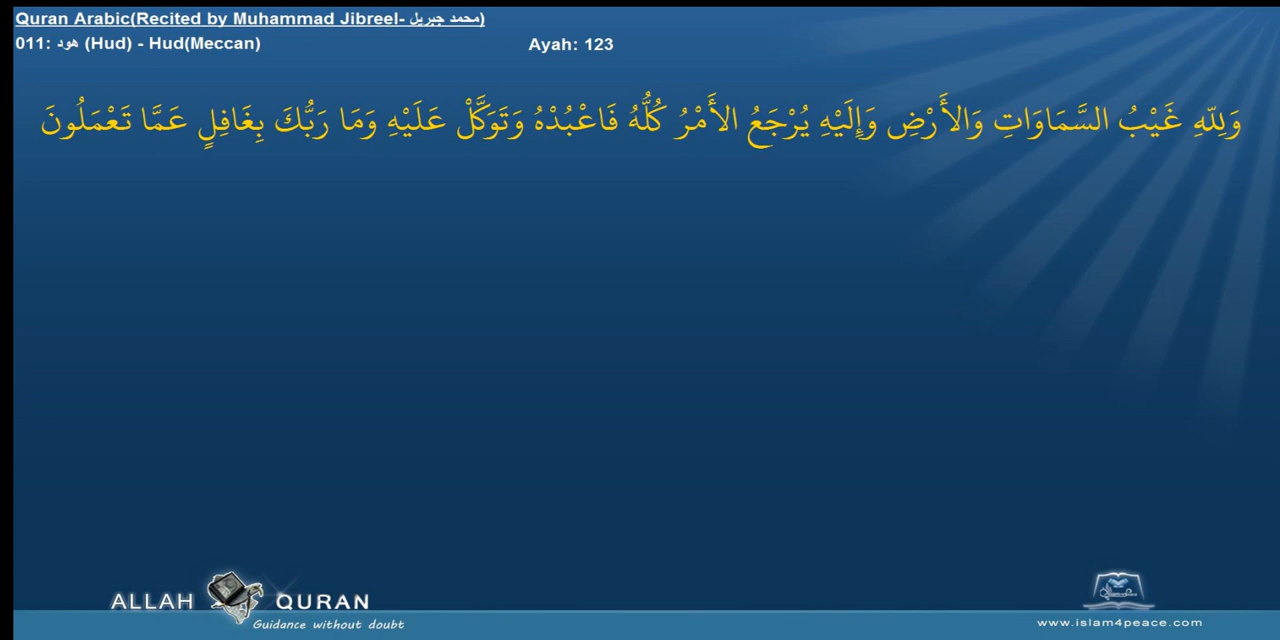 Quran Arabic(Recited by Muhammad Jibreel- محمد جبريل)
011: هود (Hud) - Hud(Meccan) Ayah: 123
وَلِلّهِ غَيْبُ السَّمَاوَاتِ وَالأَرْضِ وَإِلَيْهِ يُرْجَعُ الأَمْرُ كُلُّهُ فَاعْبُدْهُ وَتَوَكَّلْ عَلَيْهِ وَمَا رَبُّكَ بِغَافِلٍ عَمَّا تَعْمَلُونَ
ALLAH QURAN
Guidance without doubt
www.islam4peace.com